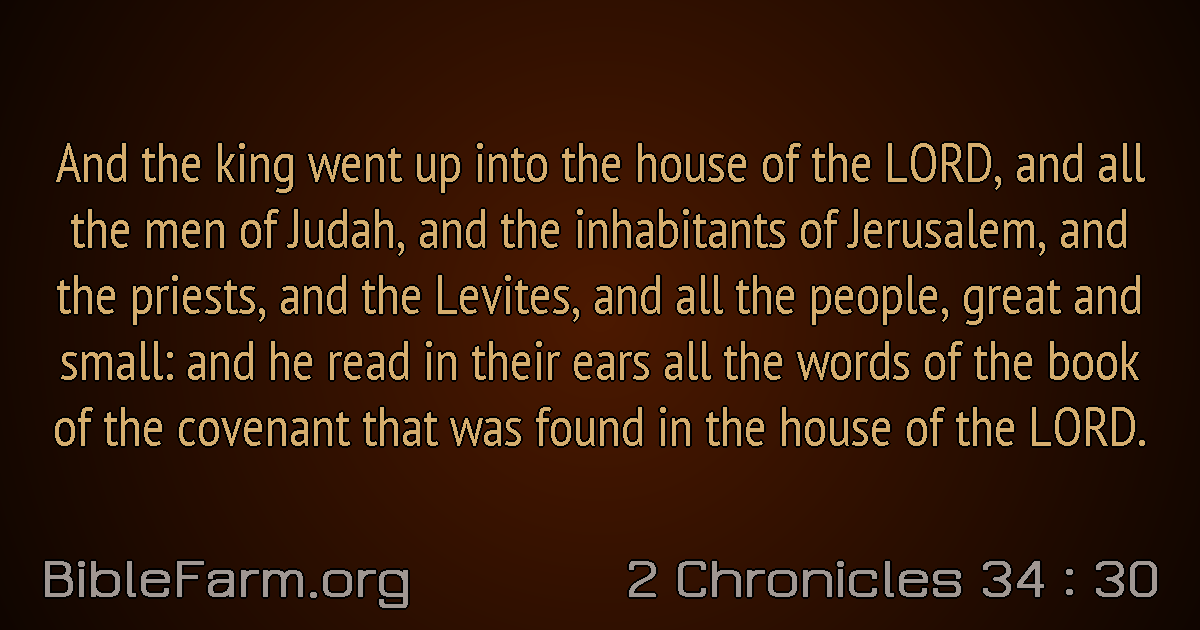 And the king went up into the house of the LORD, and all
the men of Judah, and the inhabitants of Jerusalem, and
the priests, and the Levites, and all the people, great and
small: and he read in their ears all the words of the book
of the covenant that was found in the house of the LORD.
BibleFarm.org
2 Chronicles 34 : 30